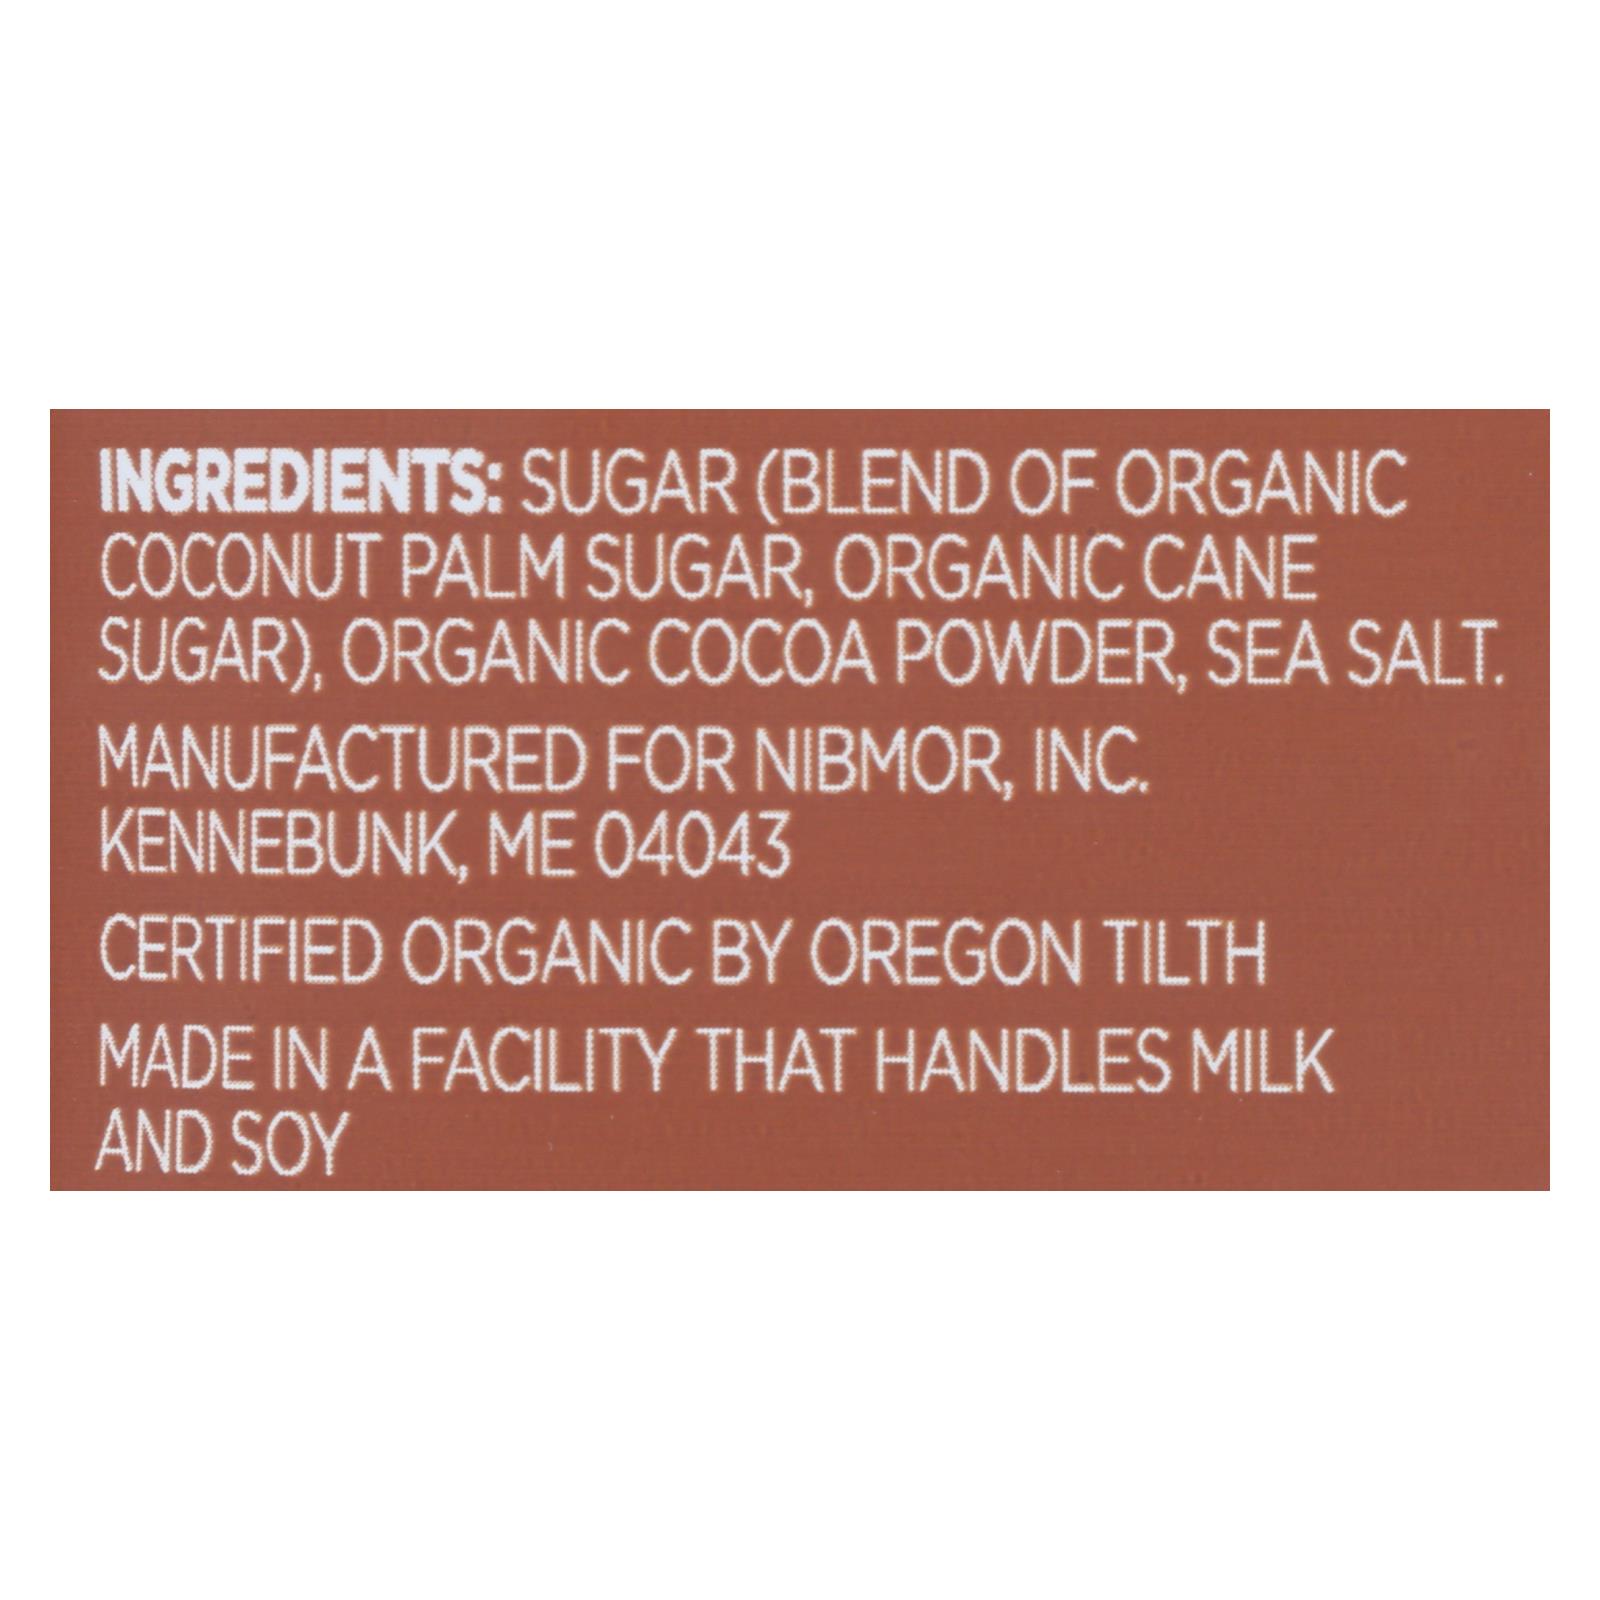 INGREDIENTS: SUGAR (BLEND OF ORGANIC
COCONUT PALM SUGAR, ORGANIC CANE
SUGAR), ORGANIC COCOA POWDER, SEA SALT.
MANUFACTURED FOR NIBMOR, INC.
KENNEBUNK, ME 04043
CERTIFIED ORGANIC BY OREGON TILTH
MADE IN A FACILITY THAT HANDLES MILK
AND SOY